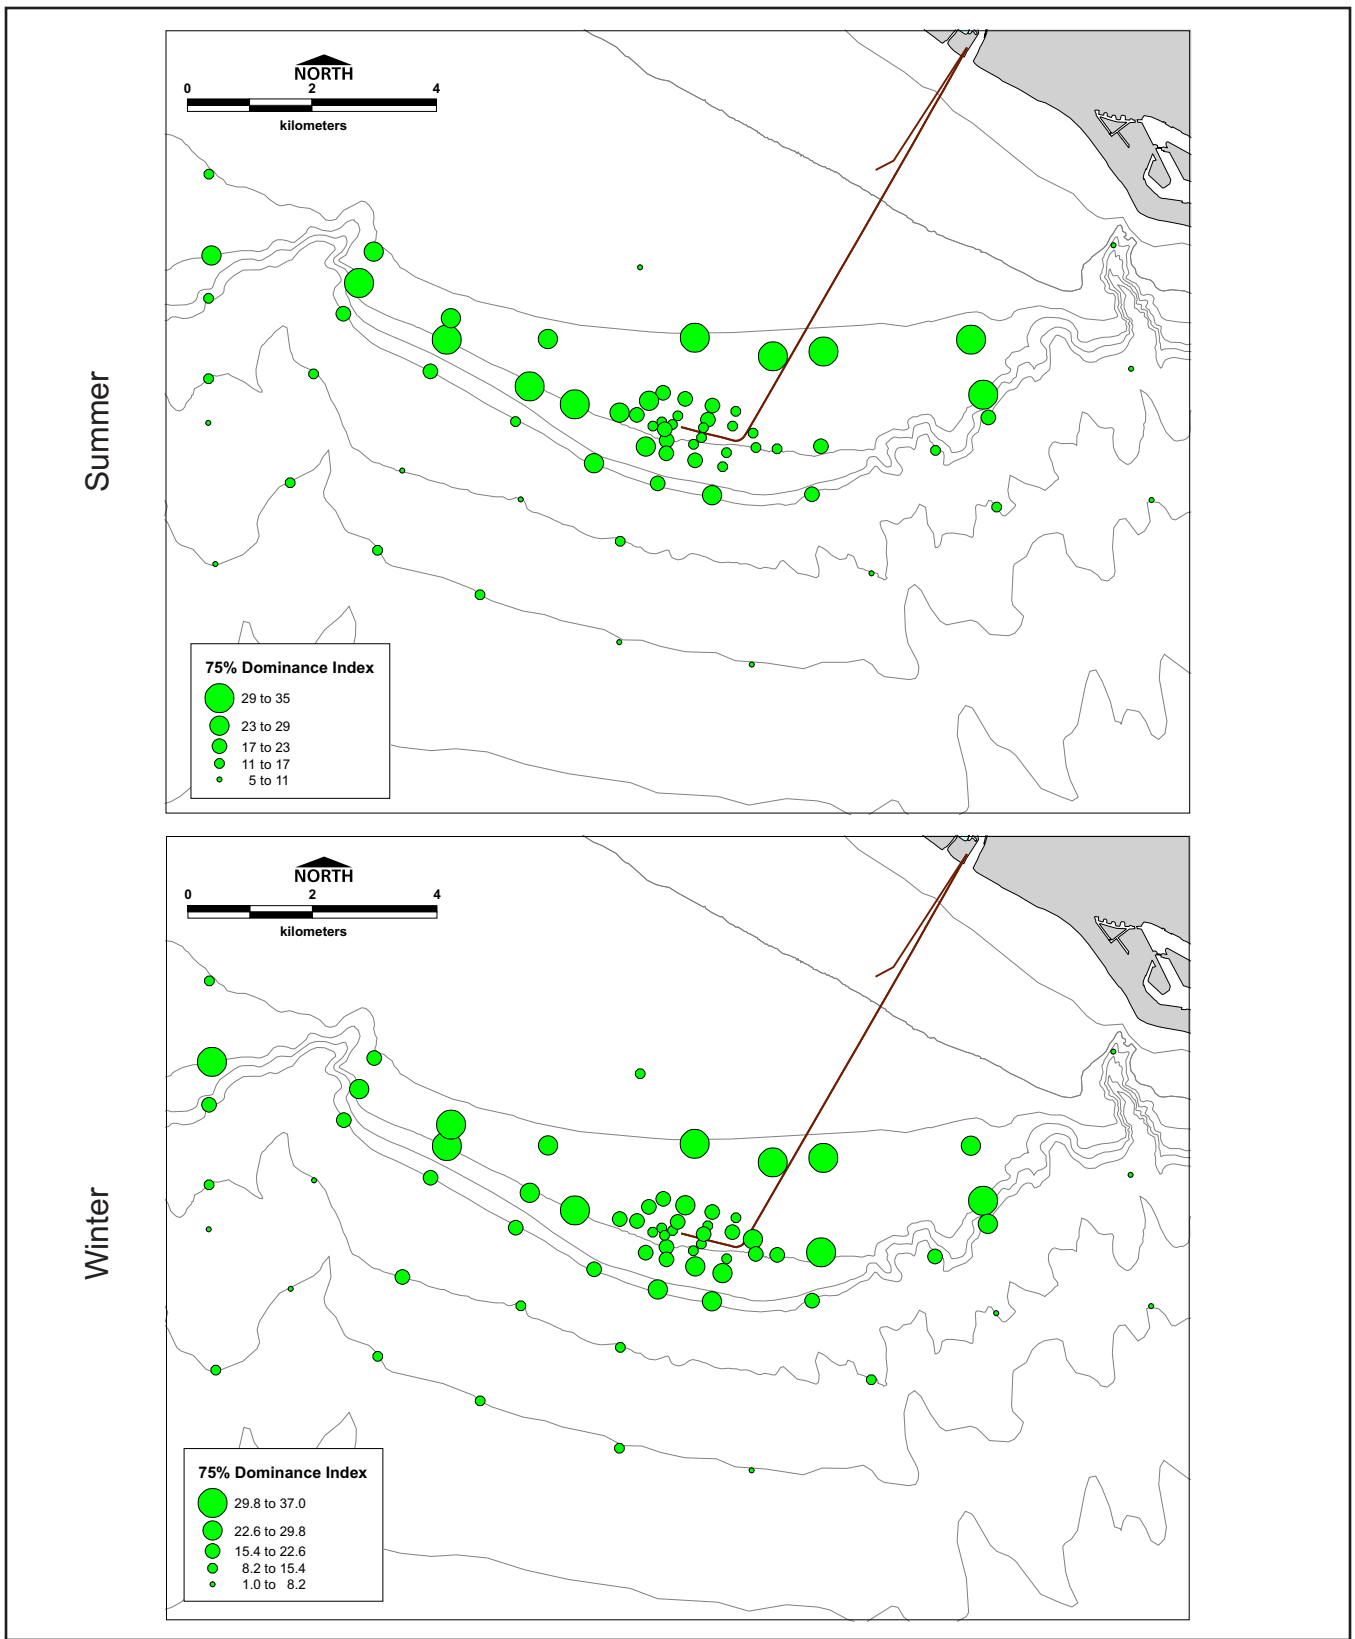 Summer
NORTH
0 2 4
kilometers
75% Dominance Index
29 to 35
23 to 29
17 to 23
11 to 17
5 to 11
Winter
NORTH
0 2 4
kilometers
75% Dominance Index
29.8 to 37.0
22.6 to 29.8
15.4 to 22.6
8.2 to 15.4
1.0 to 8.2